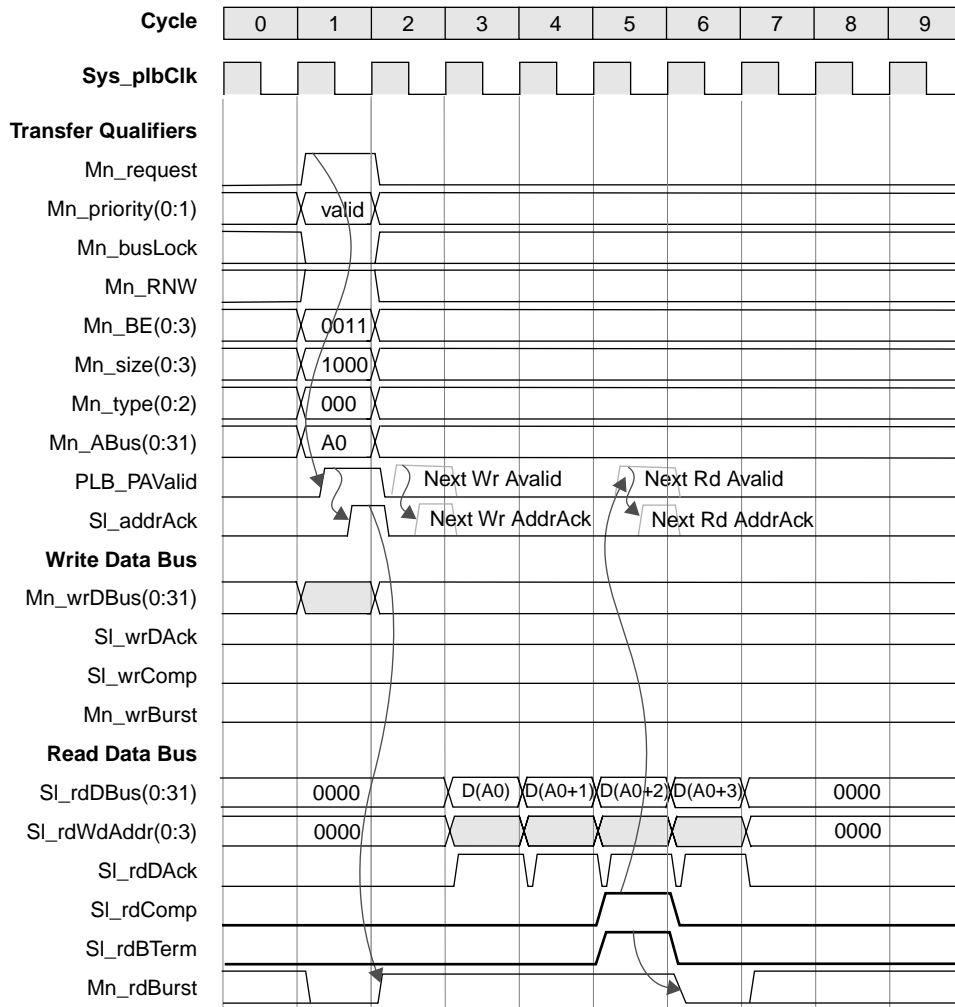 Cycle 0 1 2 3 4 5 6 7 8 9
Sys_plbClk
Transfer Qualifiers
Mn_request
Mn_priority(0:1) valid
Mn_busLock
Mn_RNW
Mn_BE(0:3) 0011
Mn_size(0:3) 1000
Mn_type(0:2) 000
Mn_ABus(0:31) A0
PLB_PAValid Next Wr Avalid Next Rd Avalid
Sl_addrAck Next Wr AddrAck Next Rd AddrAck
Write Data Bus
Mn_wrDBus(0:31)
Sl_wrDAck
Sl_wrComp
Mn_wrBurst
Read Data Bus
Sl_rdDBus(0:31) 0000 D(A0) D(A0+1) D(A0+2) D(A0+3) 0000
Sl_rdWdAddr(0:3) 0000 0000
Sl_rdDAck
Sl_rdComp
Sl_rdBTerm
Mn_rdBurst